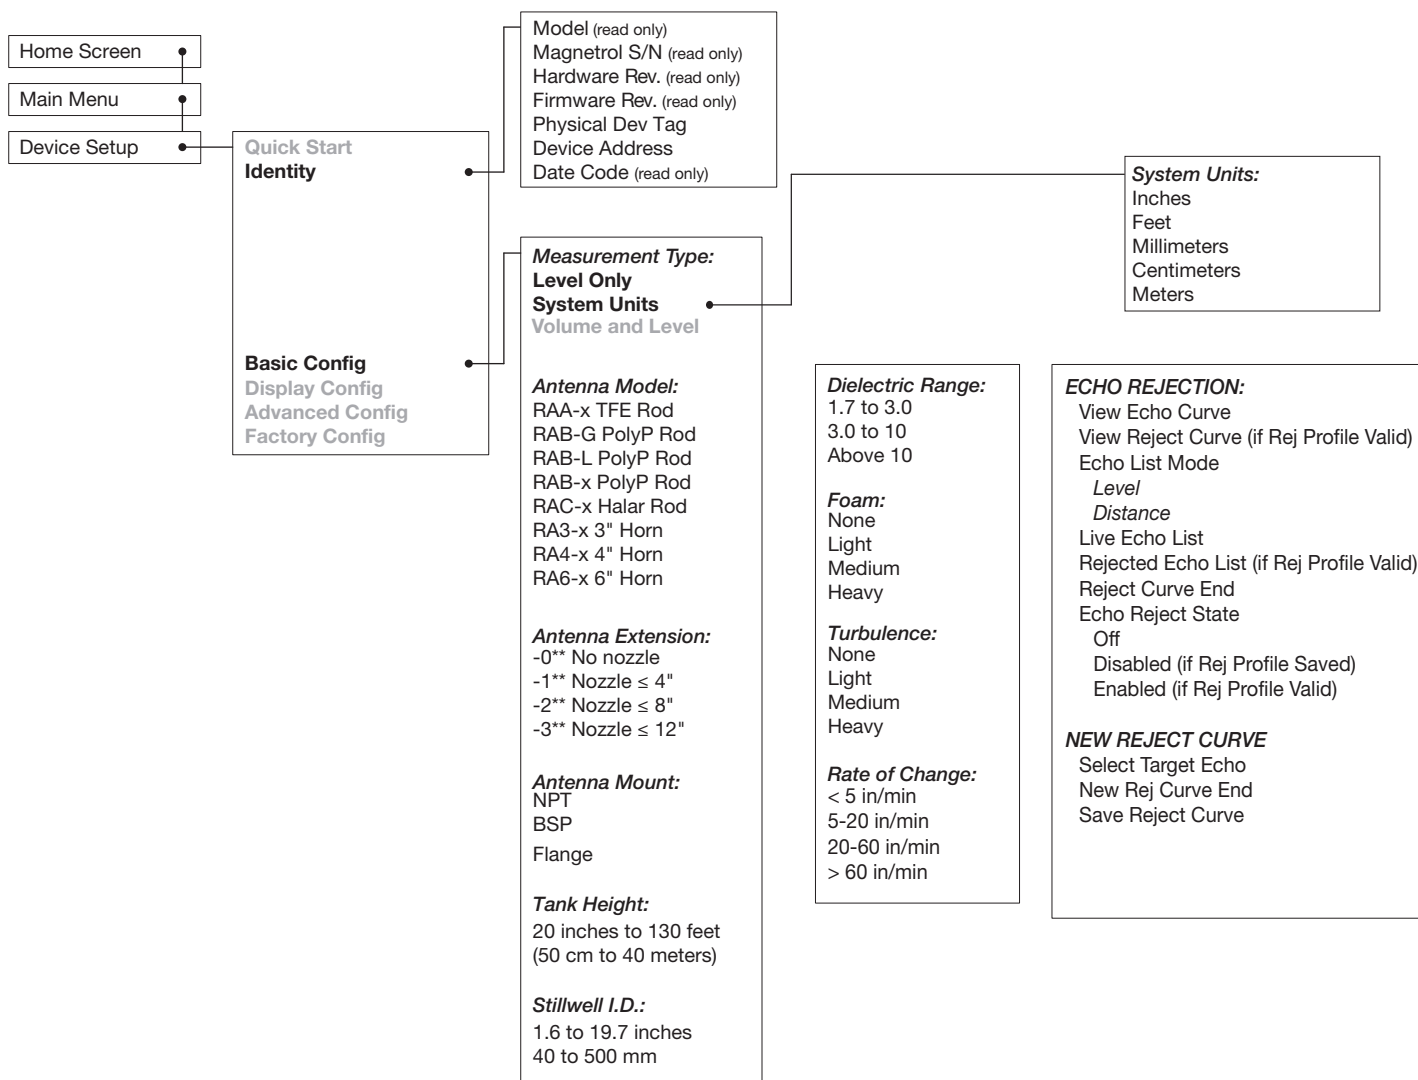 Home Screen
Main Menu
Device Setup
Quick Start
Identity
Basic Config
Display Config
Advanced Config
Factory Config
Model (read only)
Magnetrol S/N (read only)
Hardware Rev. (read only)
Firmware Rev. (read only)
Physical Dev Tag
Device Address
Date Code (read only)
Measurement Type:
Level Only
System Units
Volume and Level
Antenna Model:
RAA-x TFE Rod
RAB-G PolyP Rod
RAB-L PolyP Rod
RAB-x PolyP Rod
RAC-x Halar Rod
RA3-x 3" Horn
RA4-x 4" Horn
RA6-x 6" Horn
Antenna Extension:
-0** No nozzle
-1** Nozzle ≤ 4"
-2** Nozzle ≤ 8"
-3** Nozzle ≤ 12"
Antenna Mount:
NPT
BSP
Flange
Tank Height:
20 inches to 130 feet
(50 cm to 40 meters)
Stillwell I.D.:
1.6 to 19.7 inches
40 to 500 mm
System Units:
Inches
Feet
Millimeters
Centimeters
Meters
Dielectric Range:
1.7 to 3.0
3.0 to 10
Above 10
Foam:
None
Light
Medium
Heavy
Turbulence:
None
Light
Medium
Heavy
Rate of Change:
< 5 in/min
5-20 in/min
20-60 in/min
> 60 in/min
ECHO REJECTION:
View Echo Curve
View Reject Curve (if Rej Profile Valid)
Echo List Mode
Level
Distance
Live Echo List
Rejected Echo List (if Rej Profile Valid)
Reject Curve End
Echo Reject State
Off
Disabled (if Rej Profile Saved)
Enabled (if Rej Profile Valid)
NEW REJECT CURVE
Select Target Echo
New Rej Curve End
Save Reject Curve